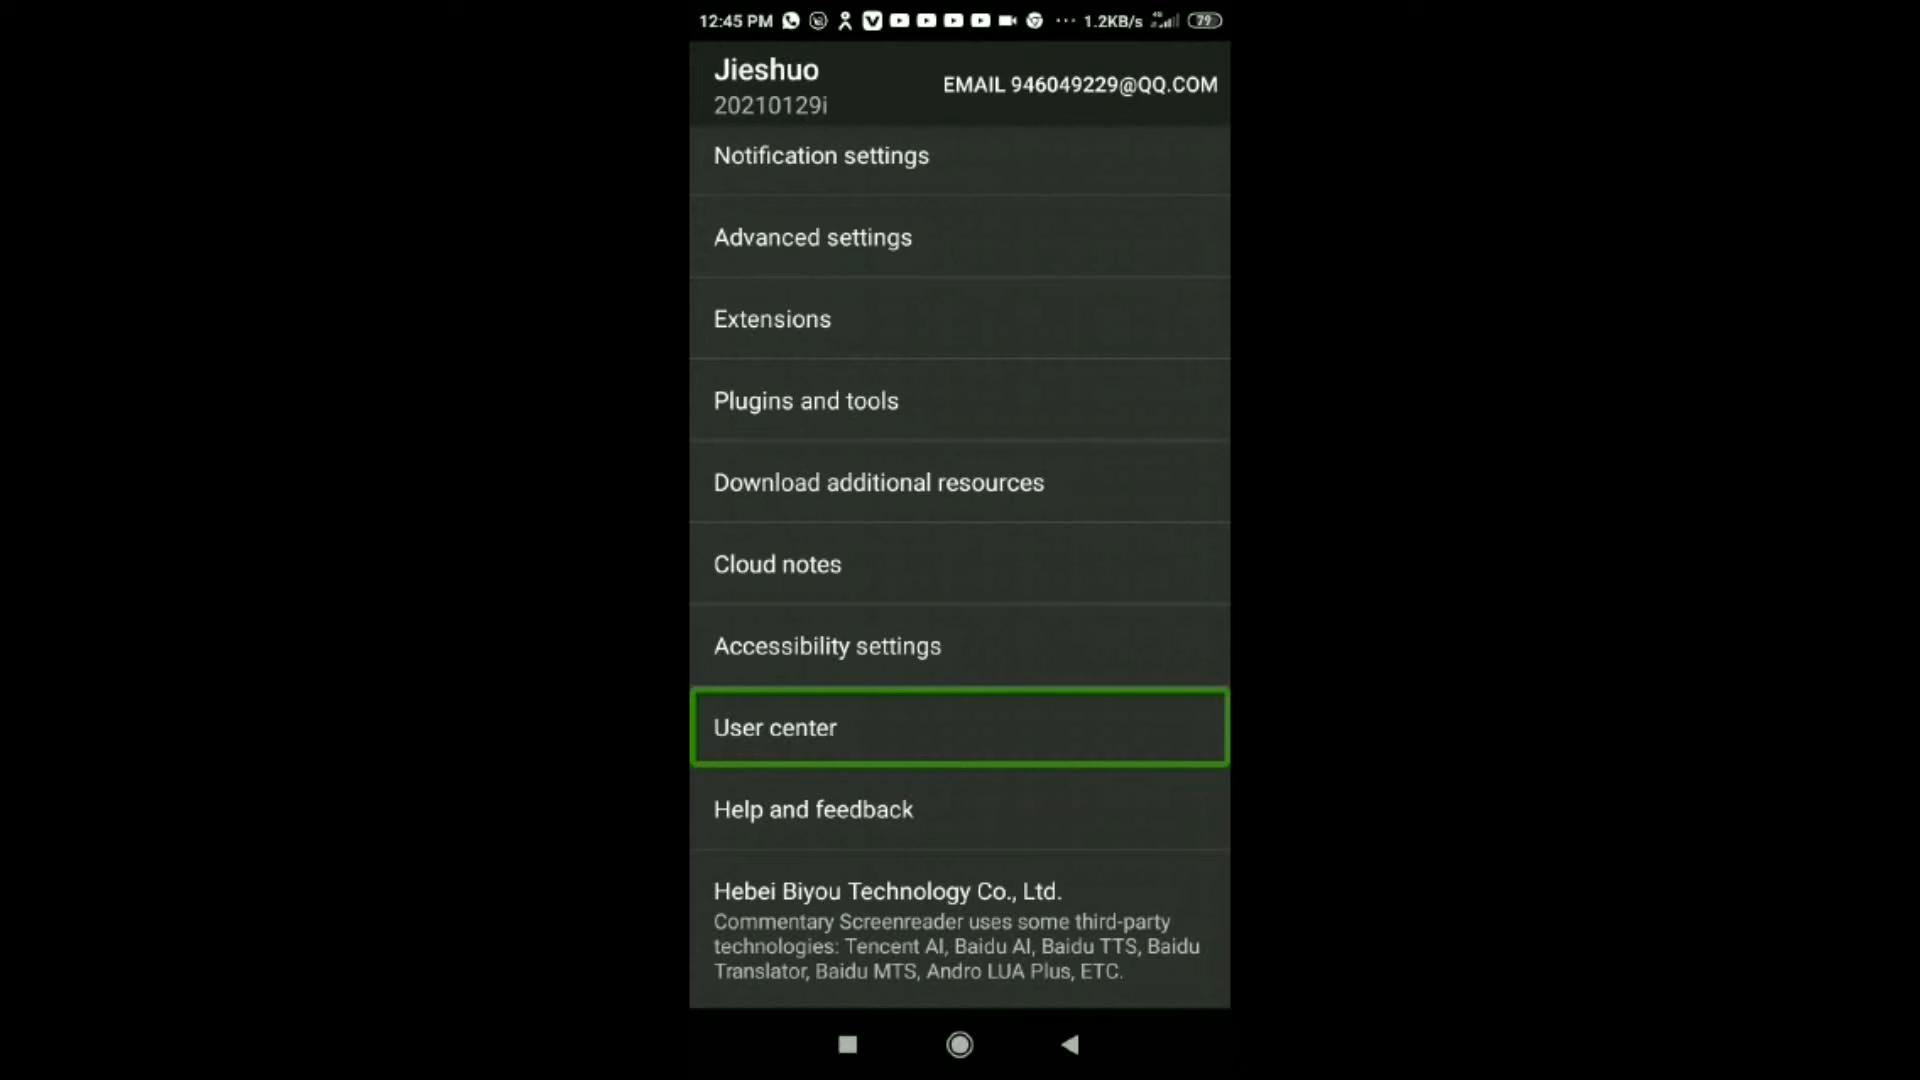 12:45 PM 1.2KB/s 4G 79
Jieshuo
20210129i
EMAIL 946049229@QQ.COM
Notification settings
Advanced settings
Extensions
Plugins and tools
Download additional resources
Cloud notes
Accessibility settings
User center
Help and feedback
Hebei Biyou Technology Co., Ltd.
Commentary Screenreader uses some third-party
technologies: Tencent AI, Baidu AI, Baidu TTS, Baidu
Translator, Baidu MTS, Andro LUA Plus, ETC.